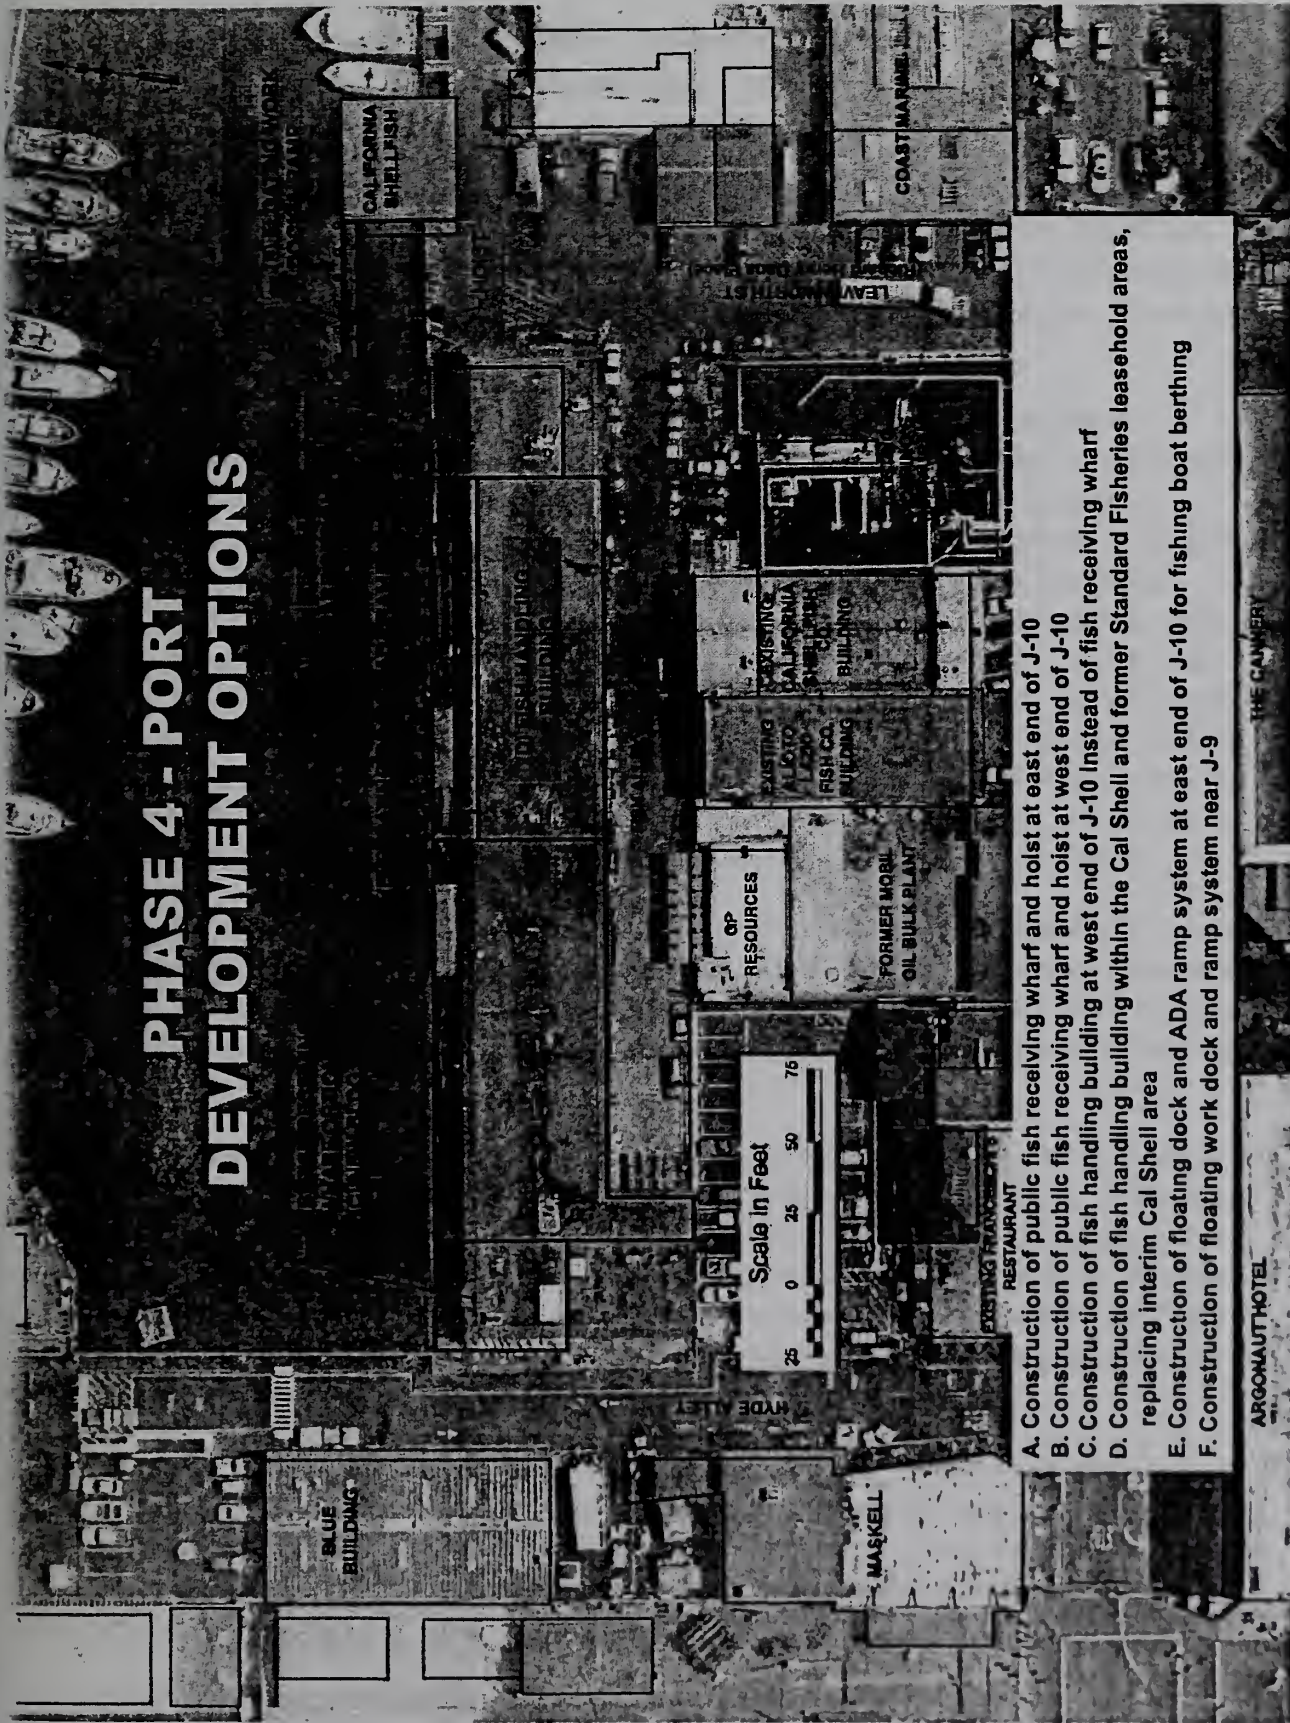 PHASE 4 - PORT
DEVELOPMENT OPTIONS
CALIFORNIA
SHELLFISH
HOIST
(D) FISH HANDLING
BUILDING
COAST MARINE
LEAVENWORTH ST
EXISTING
CALIFORNIA
SHELLFISH
CO.
BUILDING
EXISTING
ALIOTO
LAZIO
FISH CO.
BUILDING
GP
RESOURCES
FORMER MOBIL
OIL BULK PLANT
Scale in Feet
25 0 25 50 75
RESTAURANT
HYDE ALLEY
BLUE
BUILDING
MASKELL
A. Construction of public fish receiving wharf and hoist at east end of J-10
B. Construction of public fish receiving wharf and hoist at west end of J-10
C. Construction of fish handling building at west end of J-10 Instead of fish receiving wharf
D. Construction of fish handling building within the Cal Shell and former Standard Fisheries leasehold areas,
replacing interim Cal Shell area
E. Construction of floating dock and ADA ramp system at east end of J-10 for fishing boat berthing
F. Construction of floating work dock and ramp system near J-9
ARGONAUT HOTEL
THE CANNERY